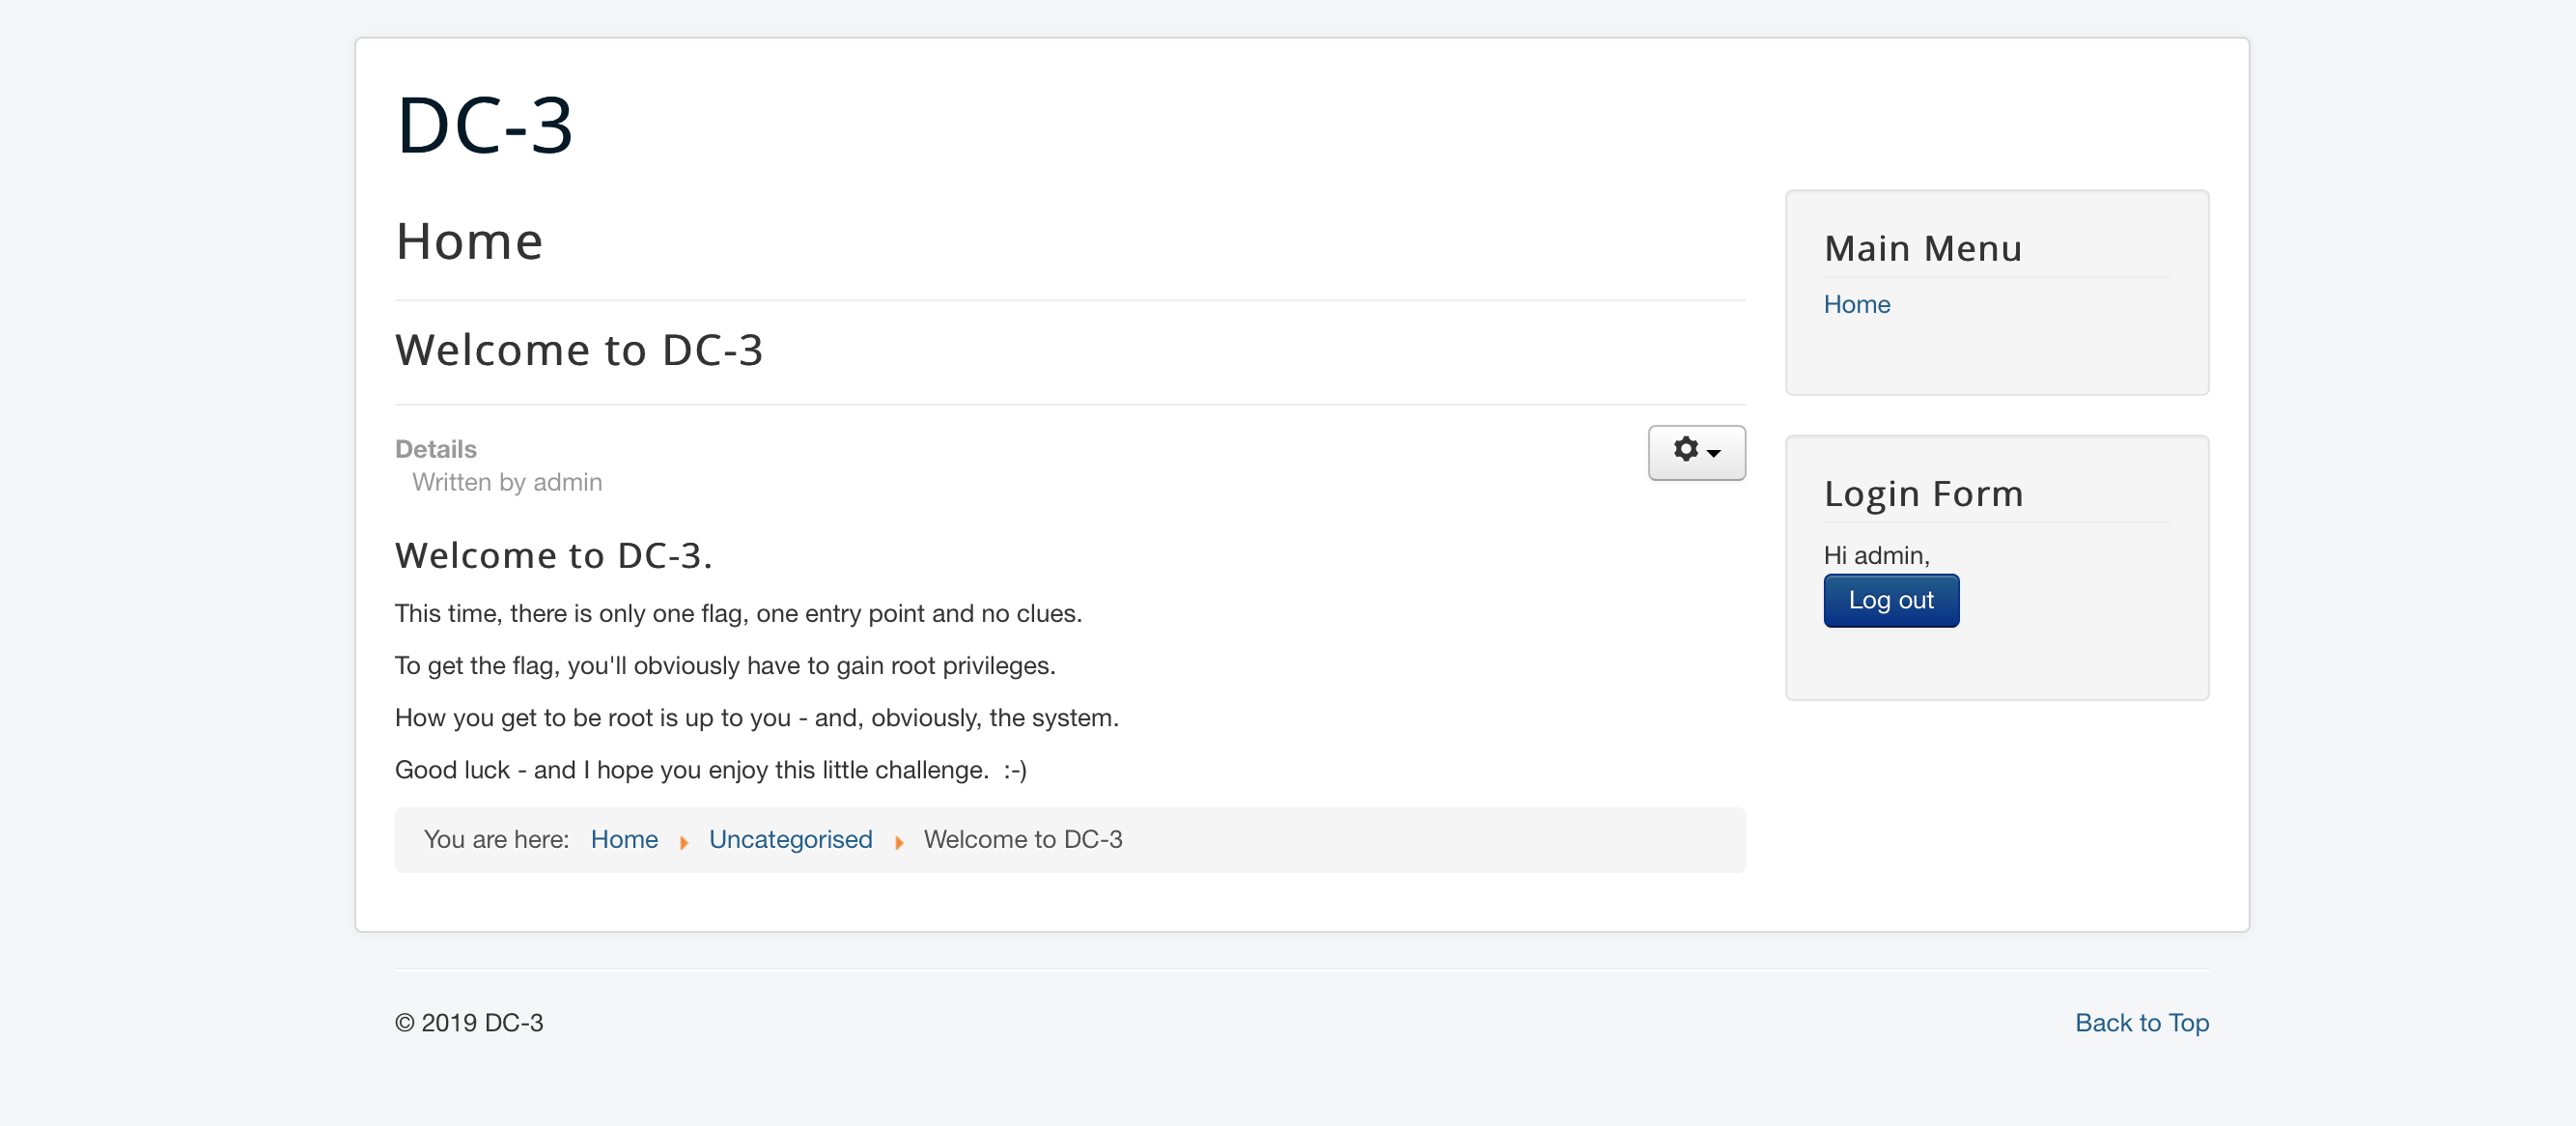 DC-3
Home
Welcome to DC-3
Details
Written by admin
Welcome to DC-3.
This time, there is only one flag, one entry point and no clues.
To get the flag, you'll obviously have to gain root privileges.
How you get to be root is up to you - and, obviously, the system.
Good luck - and I hope you enjoy this little challenge.  :-)
You are here: Home Uncategorised Welcome to DC-3
Main Menu
Home
Login Form
Hi admin,
Log out
© 2019 DC-3
Back to Top